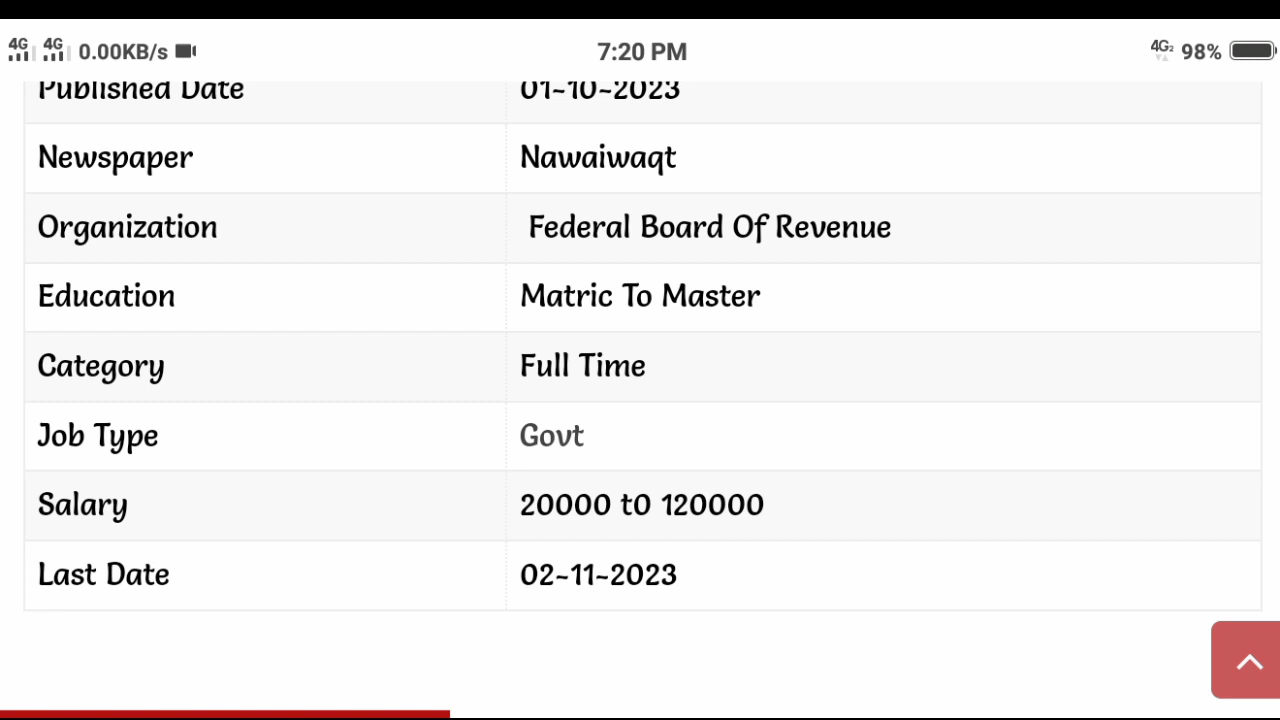 4G 4G 0.00KB/s 7:20 PM 4G2 98%
Published Date 01-10-2023
Newspaper Nawaiwaqt
Organization Federal Board Of Revenue
Education Matric To Master
Category Full Time
Job Type Govt
Salary 20000 t0 120000
Last Date 02-11-2023